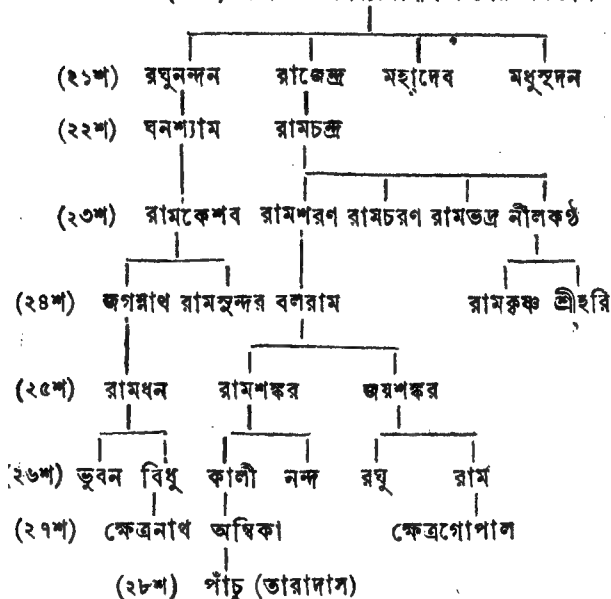 (২১শ) রঘুনন্দন রাজেন্দ্র মহাদেব মধুসূদন
(২২শ) ঘনশ্যাম রামচন্দ্র
(২৩শ) রামকেশব রামশরণ রামচরণ রামভদ্র নীলকণ্ঠ
(২৪শ) জগন্নাথ রামসুন্দর বলরাম রামকৃষ্ণ শ্রীহরি
(২৫শ) রামধন রামশঙ্কর জয়শঙ্কর
(২৬শ) ভুবন বিধু কালী নন্দ রঘু রাম
(২৭শ) ক্ষেত্রনাথ অম্বিকা ক্ষেত্রগোপাল
(২৮শ) পাঁচু (তারাদাস)